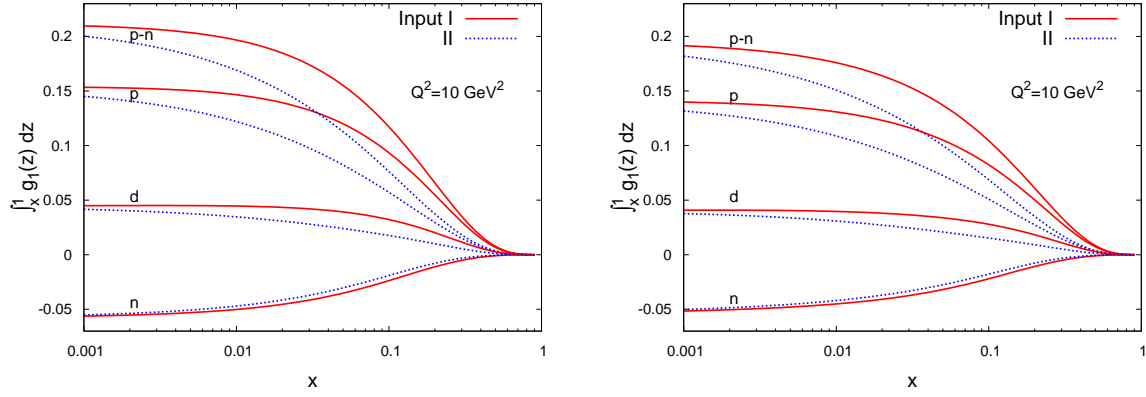 0.2
0.15
0.1
0.05
0
-0.05
∫ₓ¹ g₁(z) dz
Input I
II
Q²=10 GeV²
p-n
p
d
n
0.001
0.01
0.1
1
x
0.2
0.15
0.1
0.05
0
-0.05
∫ₓ¹ g₁(z) dz
Input I
II
Q²=10 GeV²
p-n
p
d
n
0.001
0.01
0.1
1
x